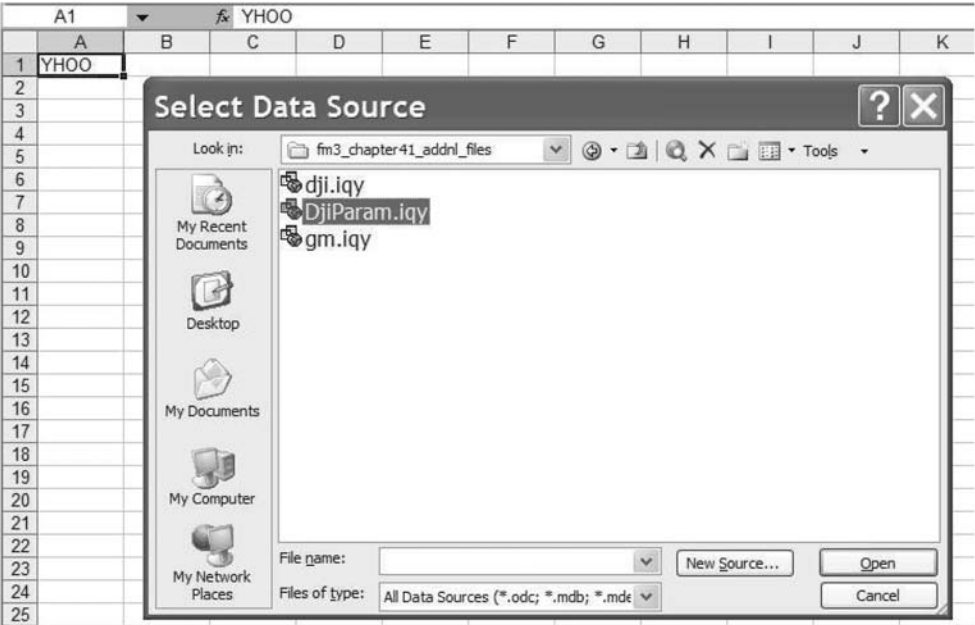 A1 fx YHOO
A B C D E F G H I J K
1 YHOO
2
3
4
5
6
7
8
9
10
11
12
13
14
15
16
17
18
19
20
21
22
23
24
25
Select Data Source ?
Look in: fm3_chapter41_addnl_files Tools
dji.iqy
DjiParam.iqy
gm.iqy
My Recent
Documents
Desktop
My Documents
My Computer
My Network
Places
File name: New Source... Open
Files of type: All Data Sources (*.odc; *.mdb; *.mde Cancel